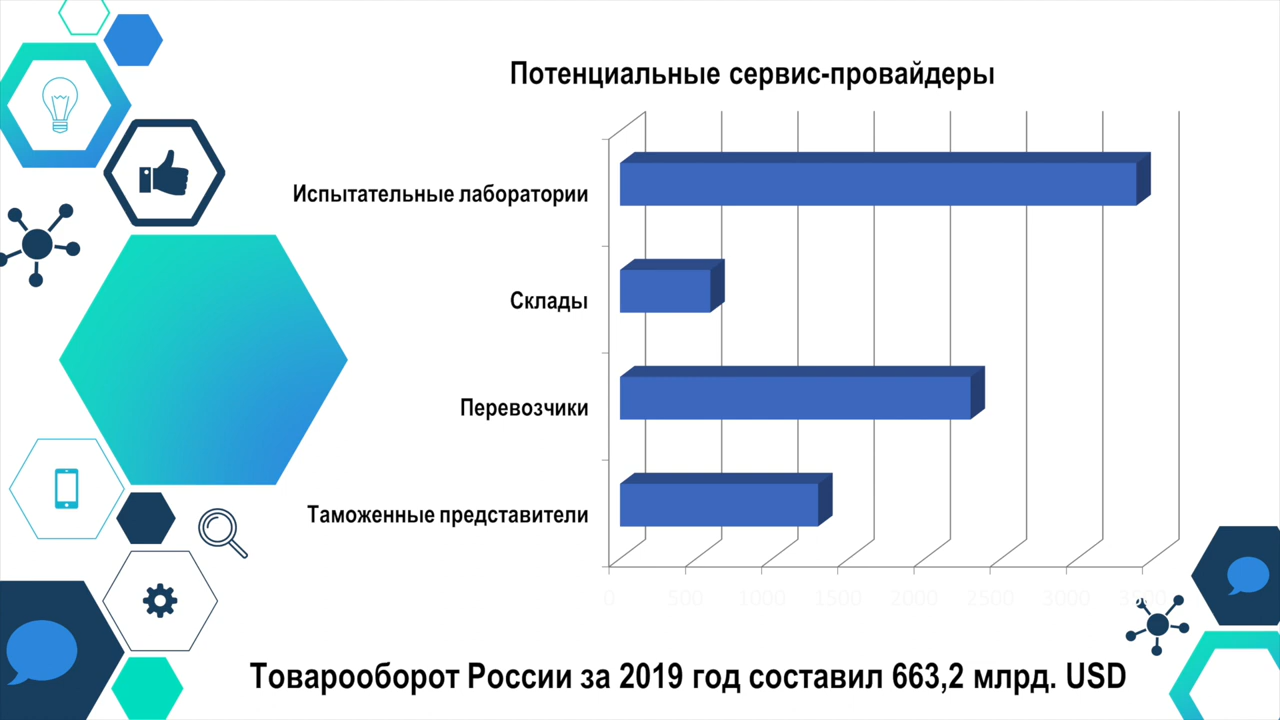 Потенциальные сервис-провайдеры
Испытательные лаборатории
Склады
Перевозчики
Таможенные представители
0 500 1000 1500 2000 2500 3000 3500
Товарооборот России за 2019 год составил 663,2 млрд. USD